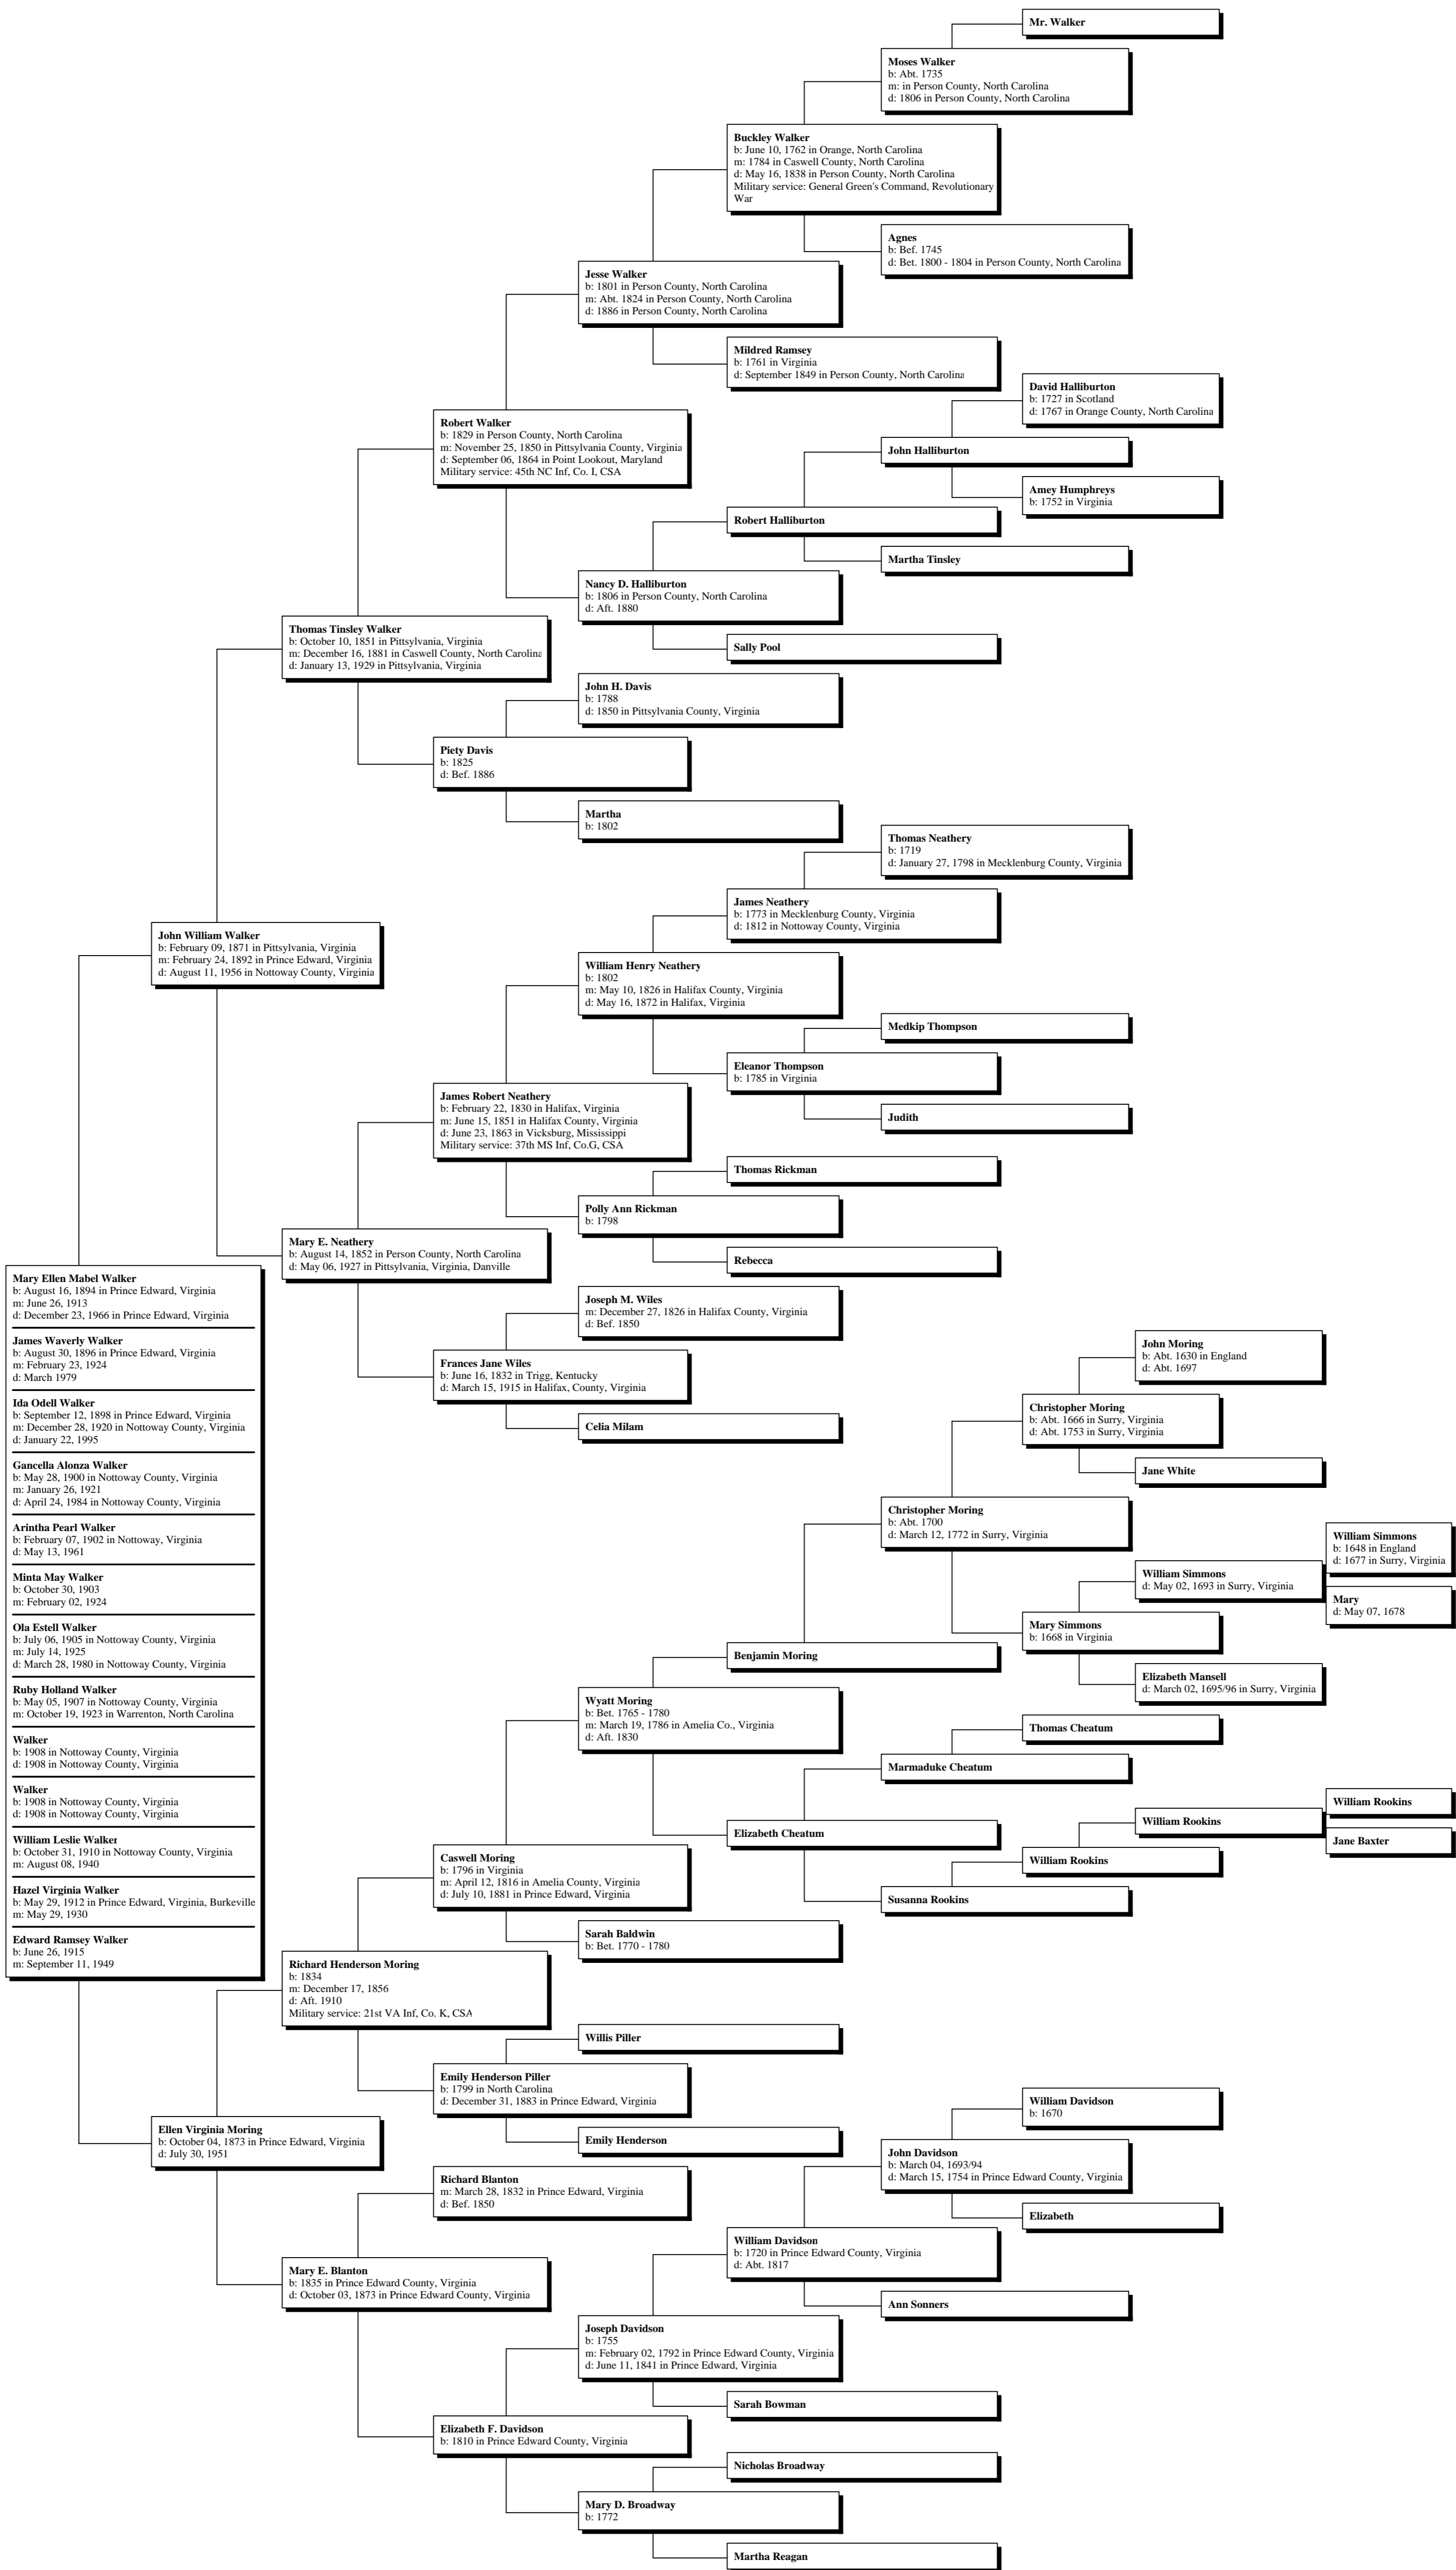 Mr. Walker
Moses Walker
b: Abt. 1735
m: in Person County, North Carolina
d: 1806 in Person County, North Carolina
Buckley Walker
b: June 10, 1762 in Orange, North Carolina
m: 1784 in Caswell County, North Carolina
d: May 16, 1838 in Person County, North Carolina
Military service: General Green's Command, Revolutionary
War
Agnes
b: Bef. 1745
d: Bet. 1800 - 1804 in Person County, North Carolina
Jesse Walker
b: 1801 in Person County, North Carolina
m: Abt. 1824 in Person County, North Carolina
d: 1886 in Person County, North Carolina
Mildred Ramsey
b: 1761 in Virginia
d: September 1849 in Person County, North Carolina
David Halliburton
b: 1727 in Scotland
d: 1767 in Orange County, North Carolina
Robert Walker
b: 1829 in Person County, North Carolina
m: November 25, 1850 in Pittsylvania County, Virginia
d: September 06, 1864 in Point Lookout, Maryland
Military service: 45th NC Inf, Co. I, CSA
John Halliburton
Amey Humphreys
b: 1752 in Virginia
Robert Halliburton
Martha Tinsley
Nancy D. Halliburton
b: 1806 in Person County, North Carolina
d: Aft. 1880
Thomas Tinsley Walker
b: October 10, 1851 in Pittsylvania, Virginia
m: December 16, 1881 in Caswell County, North Carolina
d: January 13, 1929 in Pittsylvania, Virginia
Sally Pool
John H. Davis
b: 1788
d: 1850 in Pittsylvania County, Virginia
Piety Davis
b: 1825
d: Bef. 1886
Martha
b: 1802
Thomas Neathery
b: 1719
d: January 27, 1798 in Mecklenburg County, Virginia
James Neathery
b: 1773 in Mecklenburg County, Virginia
d: 1812 in Nottoway County, Virginia
John William Walker
b: February 09, 1871 in Pittsylvania, Virginia
m: February 24, 1892 in Prince Edward, Virginia
d: August 11, 1956 in Nottoway County, Virginia
William Henry Neathery
b: 1802
m: May 10, 1826 in Halifax County, Virginia
d: May 16, 1872 in Halifax, Virginia
Medkip Thompson
Eleanor Thompson
b: 1785 in Virginia
James Robert Neathery
b: February 22, 1830 in Halifax, Virginia
m: June 15, 1851 in Halifax County, Virginia
d: June 23, 1863 in Vicksburg, Mississippi
Military service: 37th MS Inf, Co.G, CSA
Judith
Thomas Rickman
Polly Ann Rickman
b: 1798
Mary E. Neathery
b: August 14, 1852 in Person County, North Carolina
d: May 06, 1927 in Pittsylvania, Virginia, Danville
Rebecca
Mary Ellen Mabel Walker
b: August 16, 1894 in Prince Edward, Virginia
m: June 26, 1913
d: December 23, 1966 in Prince Edward, Virginia
James Waverly Walker
b: August 30, 1896 in Prince Edward, Virginia
m: February 23, 1924
d: March 1979
Ida Odell Walker
b: September 12, 1898 in Prince Edward, Virginia
m: December 28, 1920 in Nottoway County, Virginia
d: January 22, 1995
Gancella Alonza Walker
b: May 28, 1900 in Nottoway County, Virginia
m: January 26, 1921
d: April 24, 1984 in Nottoway County, Virginia
Arintha Pearl Walker
b: February 07, 1902 in Nottoway, Virginia
d: May 13, 1961
Minta May Walker
b: October 30, 1903
m: February 02, 1924
Ola Estell Walker
b: July 06, 1905 in Nottoway County, Virginia
m: July 14, 1925
d: March 28, 1980 in Nottoway County, Virginia
Ruby Holland Walker
b: May 05, 1907 in Nottoway County, Virginia
m: October 19, 1923 in Warrenton, North Carolina
Walker
b: 1908 in Nottoway County, Virginia
d: 1908 in Nottoway County, Virginia
Walker
b: 1908 in Nottoway County, Virginia
d: 1908 in Nottoway County, Virginia
William Leslie Walker
b: October 31, 1910 in Nottoway County, Virginia
m: August 08, 1940
Hazel Virginia Walker
b: May 29, 1912 in Prince Edward, Virginia, Burkeville
m: May 29, 1930
Edward Ramsey Walker
b: June 26, 1915
m: September 11, 1949
Joseph M. Wiles
m: December 27, 1826 in Halifax County, Virginia
d: Bef. 1850
Frances Jane Wiles
b: June 16, 1832 in Trigg, Kentucky
d: March 15, 1915 in Halifax, County, Virginia
Celia Milam
John Moring
b: Abt. 1630 in England
d: Abt. 1697
Christopher Moring
b: Abt. 1666 in Surry, Virginia
d: Abt. 1753 in Surry, Virginia
Jane White
Christopher Moring
b: Abt. 1700
d: March 12, 1772 in Surry, Virginia
William Simmons
b: 1648 in England
d: 1677 in Surry, Virginia
William Simmons
d: May 02, 1693 in Surry, Virginia
Mary
d: May 07, 1678
Mary Simmons
b: 1668 in Virginia
Benjamin Moring
Elizabeth Mansell
d: March 02, 1695/96 in Surry, Virginia
Wyatt Moring
b: Bet. 1765 - 1780
m: March 19, 1786 in Amelia Co., Virginia
d: Aft. 1830
Thomas Cheatum
Marmaduke Cheatum
William Rookins
William Rookins
Elizabeth Cheatum
Jane Baxter
William Rookins
Susanna Rookins
Caswell Moring
b: 1796 in Virginia
m: April 12, 1816 in Amelia County, Virginia
d: July 10, 1881 in Prince Edward, Virginia
Sarah Baldwin
b: Bet. 1770 - 1780
Richard Henderson Moring
b: 1834
m: December 17, 1856
d: Aft. 1910
Military service: 21st VA Inf, Co. K, CSA
Willis Piller
Emily Henderson Piller
b: 1799 in North Carolina
d: December 31, 1883 in Prince Edward, Virginia
Emily Henderson
Ellen Virginia Moring
b: October 04, 1873 in Prince Edward, Virginia
d: July 30, 1951
William Davidson
b: 1670
John Davidson
b: March 04, 1693/94
d: March 15, 1754 in Prince Edward County, Virginia
Richard Blanton
m: March 28, 1832 in Prince Edward, Virginia
d: Bef. 1850
Elizabeth
William Davidson
b: 1720 in Prince Edward County, Virginia
d: Abt. 1817
Mary E. Blanton
b: 1835 in Prince Edward County, Virginia
d: October 03, 1873 in Prince Edward County, Virginia
Ann Sonners
Joseph Davidson
b: 1755
m: February 02, 1792 in Prince Edward County, Virginia
d: June 11, 1841 in Prince Edward, Virginia
Sarah Bowman
Elizabeth F. Davidson
b: 1810 in Prince Edward County, Virginia
Nicholas Broadway
Mary D. Broadway
b: 1772
Martha Reagan